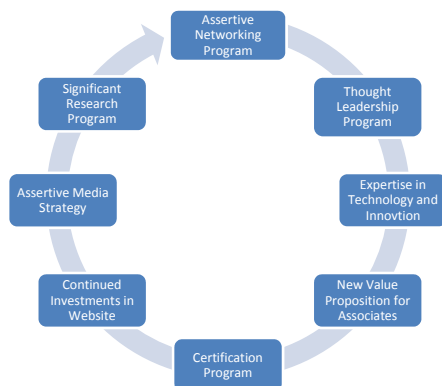 Assertive
Networking
Program
Thought
Leadership
Program
Expertise in
Technology and
Innovtion
New Value
Proposition for
Associates
Certification
Program
Continued
Investments in
Website
Assertive Media
Strategy
Significant
Research
Program